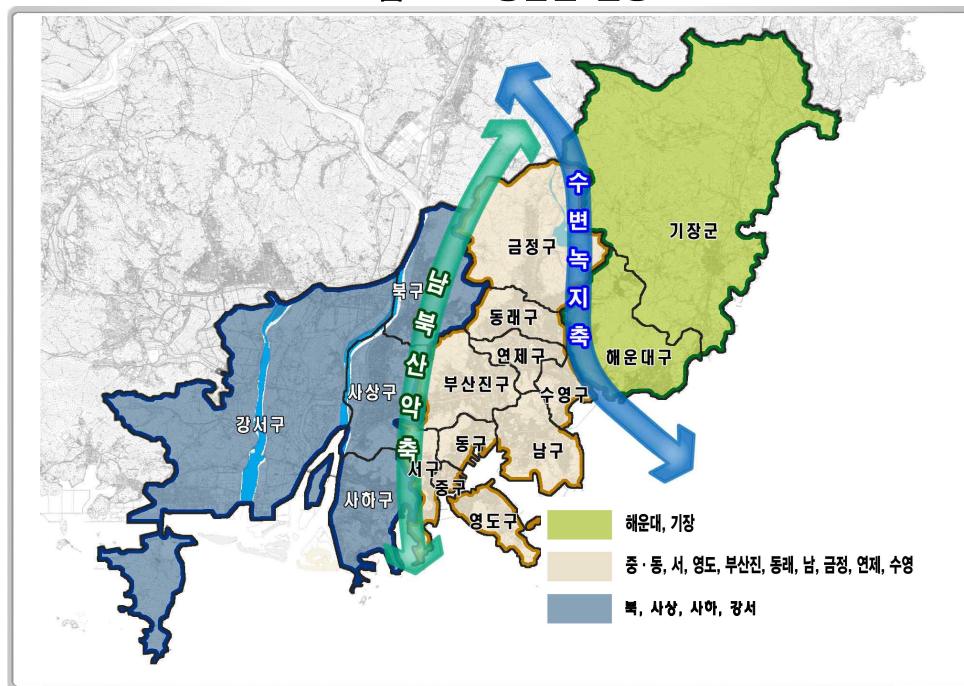 수변녹지축
기장군
금정구
남북산악축
북구
동래구
연제구
해운대구
부산진구
수영구
사상구
강서구
동구
남구
서구
중구
사하구
영도구
해운대, 기장
중·동, 서, 영도, 부산진, 동래, 남, 금정, 연제, 수영
북, 사상, 사하, 강서